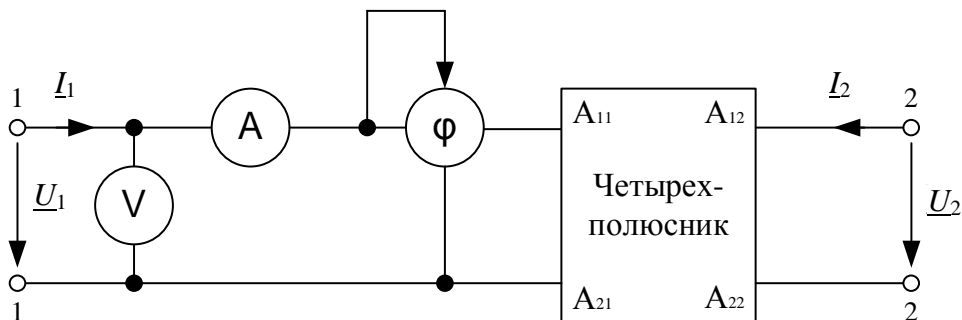 1 I₁ A φ A₁₁ A₁₂ I₂ 2
U₁ V Четырех- U₂
полюсник
1 A₂₁ A₂₂ 2